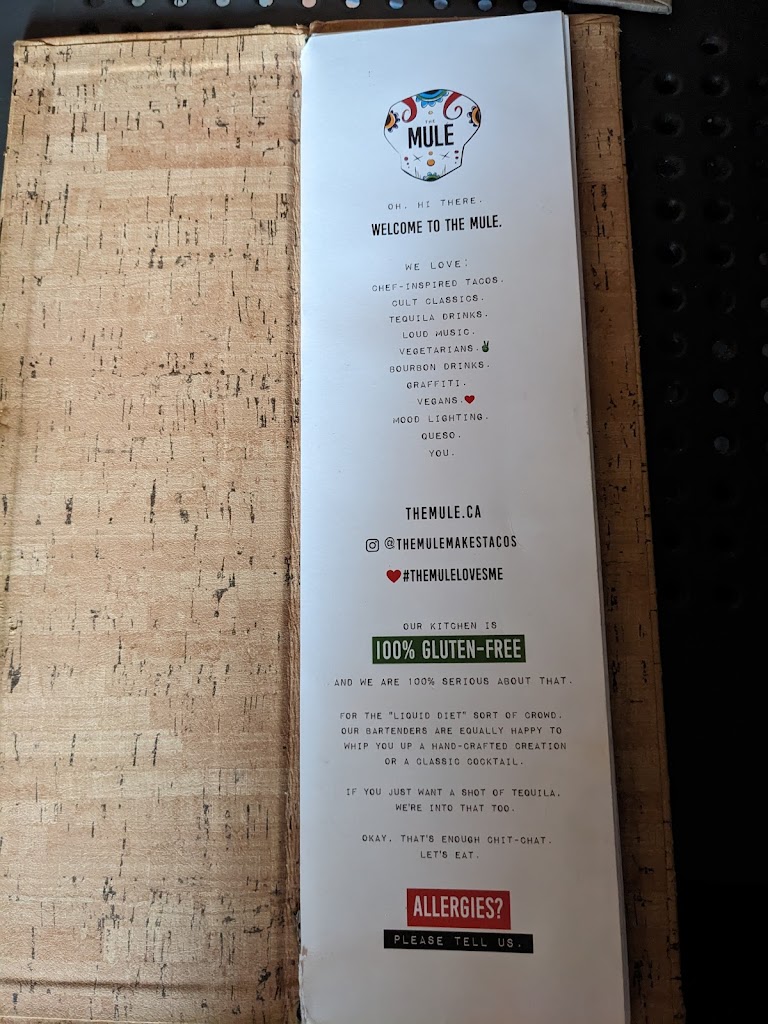 THE
MULE
OH, HI THERE.
WELCOME TO THE MULE.
WE LOVE:
CHEF-INSPIRED TACOS.
CULT CLASSICS.
TEQUILA DRINKS.
LOUD MUSIC.
VEGETARIANS.✌
BOURBON DRINKS.
GRAFFITI.
VEGANS.❤
MOOD LIGHTING.
QUESO.
YOU.
THEMULE.CA
@THEMULEMAKESTACOS
❤#THEMULELOVESME
OUR KITCHEN IS
100% GLUTEN-FREE
AND WE ARE 100% SERIOUS ABOUT THAT.
FOR THE "LIQUID DIET" SORT OF CROWD,
OUR BARTENDERS ARE EQUALLY HAPPY TO
WHIP YOU UP A HAND-CRAFTED CREATION
OR A CLASSIC COCKTAIL.
IF YOU JUST WANT A SHOT OF TEQUILA,
WE'RE INTO THAT TOO.
OKAY, THAT'S ENOUGH CHIT-CHAT.
LET'S EAT.
ALLERGIES?
PLEASE TELL US.